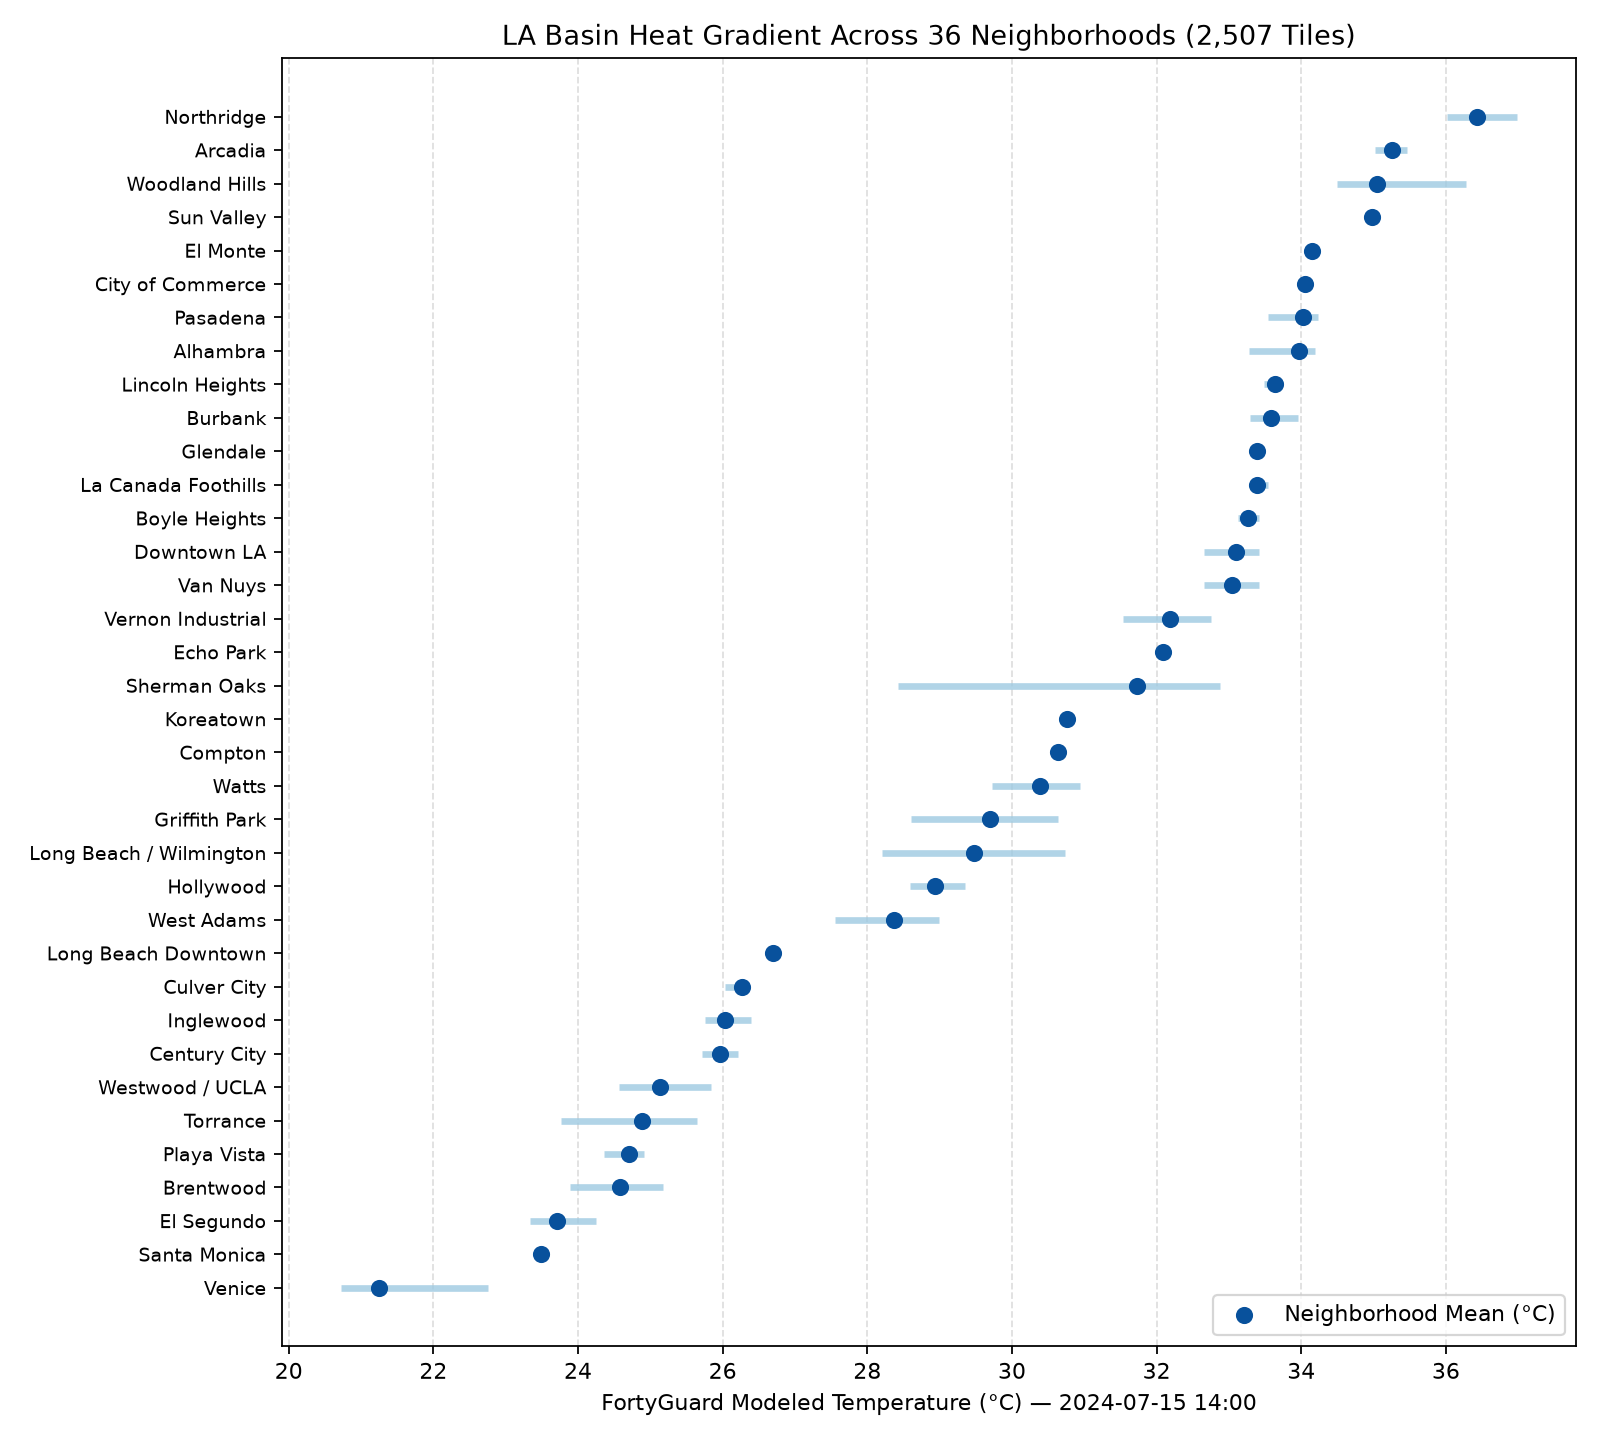 LA Basin Heat Gradient Across 36 Neighborhoods (2,507 Tiles)
Northridge
Arcadia
Woodland Hills
Sun Valley
El Monte
City of Commerce
Pasadena
Alhambra
Lincoln Heights
Burbank
Glendale
La Canada Foothills
Boyle Heights
Downtown LA
Van Nuys
Vernon Industrial
Echo Park
Sherman Oaks
Koreatown
Compton
Watts
Griffith Park
Long Beach / Wilmington
Hollywood
West Adams
Long Beach Downtown
Culver City
Inglewood
Century City
Westwood / UCLA
Torrance
Playa Vista
Brentwood
El Segundo
Santa Monica
Venice
Neighborhood Mean (°C)
20 22 24 26 28 30 32 34 36
FortyGuard Modeled Temperature (°C) — 2024-07-15 14:00